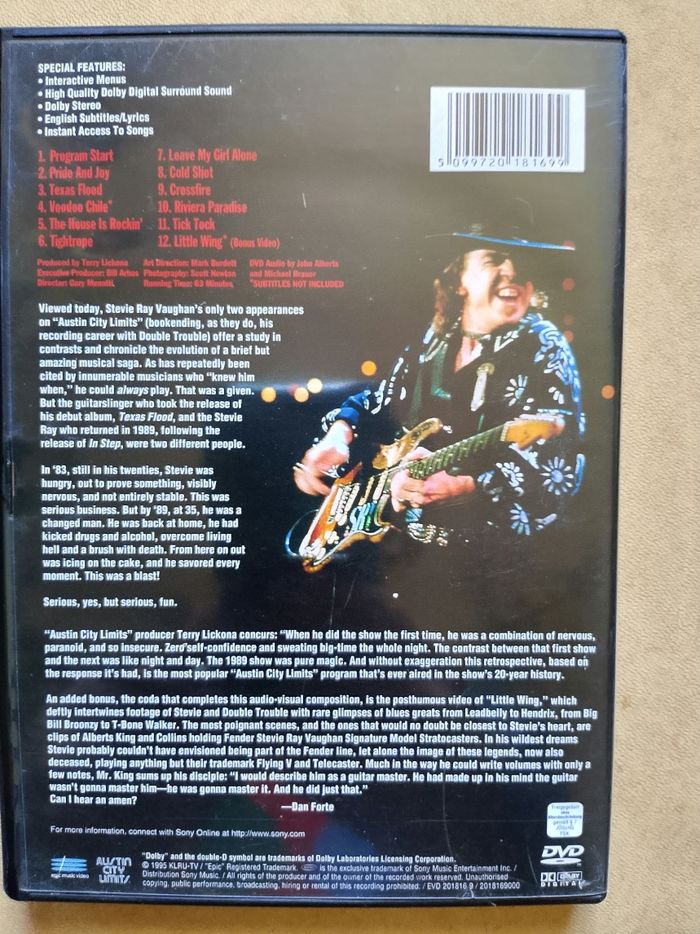 SPECIAL FEATURES:
• Interactive Menus
• High Quality Dolby Digital Surround Sound
• Dolby Stereo
• English Subtitles/Lyrics
• Instant Access To Songs
5 099720 181699
1. Program Start
2. Pride And Joy
3. Texas Flood
4. Voodoo Chile*
5. The House Is Rockin'
6. Tightrope
7. Leave My Girl Alone
8. Cold Shot
9. Crossfire
10. Riviera Paradise
11. Tick Tock
12. Little Wing* (Bonus Video)
Produced by Terry Lickona
Executive Producer: Bill Arhos
Director: Gary Menotti
Art Direction: Mark Burdett
Photography: Scott Newton
Running Time: 63 Minutes
DVD Audio by John Alberts
and Michael Brauer
*SUBTITLES NOT INCLUDED
Viewed today, Stevie Ray Vaughan's only two appearances
on "Austin City Limits" (bookending, as they do, his
recording career with Double Trouble) offer a study in
contrasts and chronicle the evolution of a brief but
amazing musical saga. As has repeatedly been
cited by innumerable musicians who "knew him
when," he could always play. That was a given.
But the guitarslinger who took the release of
his debut album, Texas Flood, and the Stevie
Ray who returned in 1989, following the
release of In Step, were two different people.
In '83, still in his twenties, Stevie was
hungry, out to prove something, visibly
nervous, and not entirely stable. This was
serious business. But by '89, at 35, he was a
changed man. He was back at home, he had
kicked drugs and alcohol, overcome living
hell and a brush with death. From here on out
was icing on the cake, and he savored every
moment. This was a blast!
Serious, yes, but serious, fun.
"Austin City Limits" producer Terry Lickona concurs: "When he did the show the first time, he was a combination of nervous,
paranoid, and so insecure. Zero self-confidence and sweating big-time the whole night. The contrast between that first show
and the next was like night and day. The 1989 show was pure magic. And without exaggeration this retrospective, based on
the response it's had, is the most popular "Austin City Limits" program that's ever aired in the show's 20-year history.
An added bonus, the coda that completes this audio-visual composition, is the posthumous video of "Little Wing," which
deftly intertwines footage of Stevie and Double Trouble with rare glimpses of blues greats from Leadbelly to Hendrix, from Big
Bill Broonzy to T-Bone Walker. The most poignant scenes, and the ones that would no doubt be closest to Stevie's heart, are
clips of Alberts King and Collins holding Fender Stevie Ray Vaughan Signature Model Stratocasters. In his wildest dreams
Stevie probably couldn't have envisioned being part of the Fender line, let alone the image of these legends, now also
deceased, playing anything but their trademark Flying V and Telecaster. Much in the way he could write volumes with only a
few notes, Mr. King sums up his disciple: "I would describe him as a guitar master. He had made up in his mind the guitar
wasn't gonna master him—he was gonna master it. And he did just that."
Can I hear an amen?
—Dan Forte
For more information, connect with Sony Online at http://www.sony.com
Freigegeben
ohne
Altersbeschränkung
gemäß § 7
JÖSchG
FSK
epic music video
AUSTIN
CITY
LIMITS
"Dolby" and the double-D symbol are trademarks of Dolby Laboratories Licensing Corporation.
© 1995 KLRU-TV / "Epic" Registered Trademark. is the exclusive trademark of Sony Music Entertainment Inc. /
Distribution Sony Music. / All rights of the producer and of the owner of the recorded work reserved. Unauthorised
copying, public performance, broadcasting, hiring or rental of this recording prohibited. / EVD 201816 9 / 2018169000
DVD
DOLBY
DIGITAL